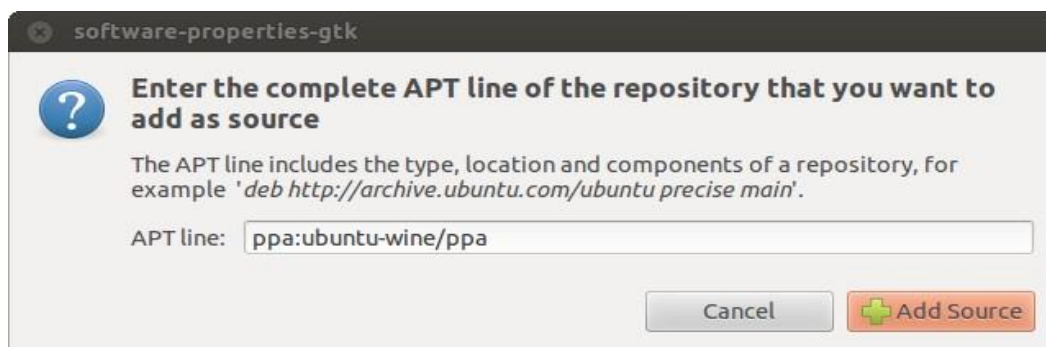 software-properties-gtk
Enter the complete APT line of the repository that you want to
add as source
The APT line includes the type, location and components of a repository, for
example 'deb http://archive.ubuntu.com/ubuntu precise main'.
APT line: ppa:ubuntu-wine/ppa
Cancel Add Source